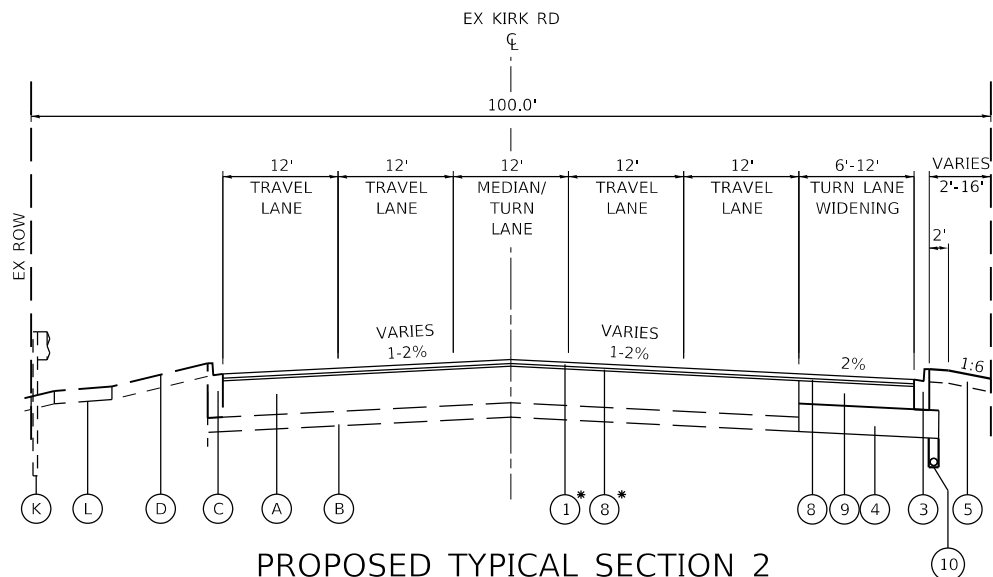 EX KIRK RD
℄
100.0'
12' 12' 12' 12' 12' 6'-12' VARIES
TRAVEL TRAVEL MEDIAN/ TRAVEL TRAVEL TURN LANE 2'-16'
LANE LANE TURN LANE LANE WIDENING
LANE
2'
EX ROW
VARIES VARIES
1-2% 1-2% 2% 1:6
K L D C A B 1* 8* 8 9 4 3 5
10
PROPOSED TYPICAL SECTION 2